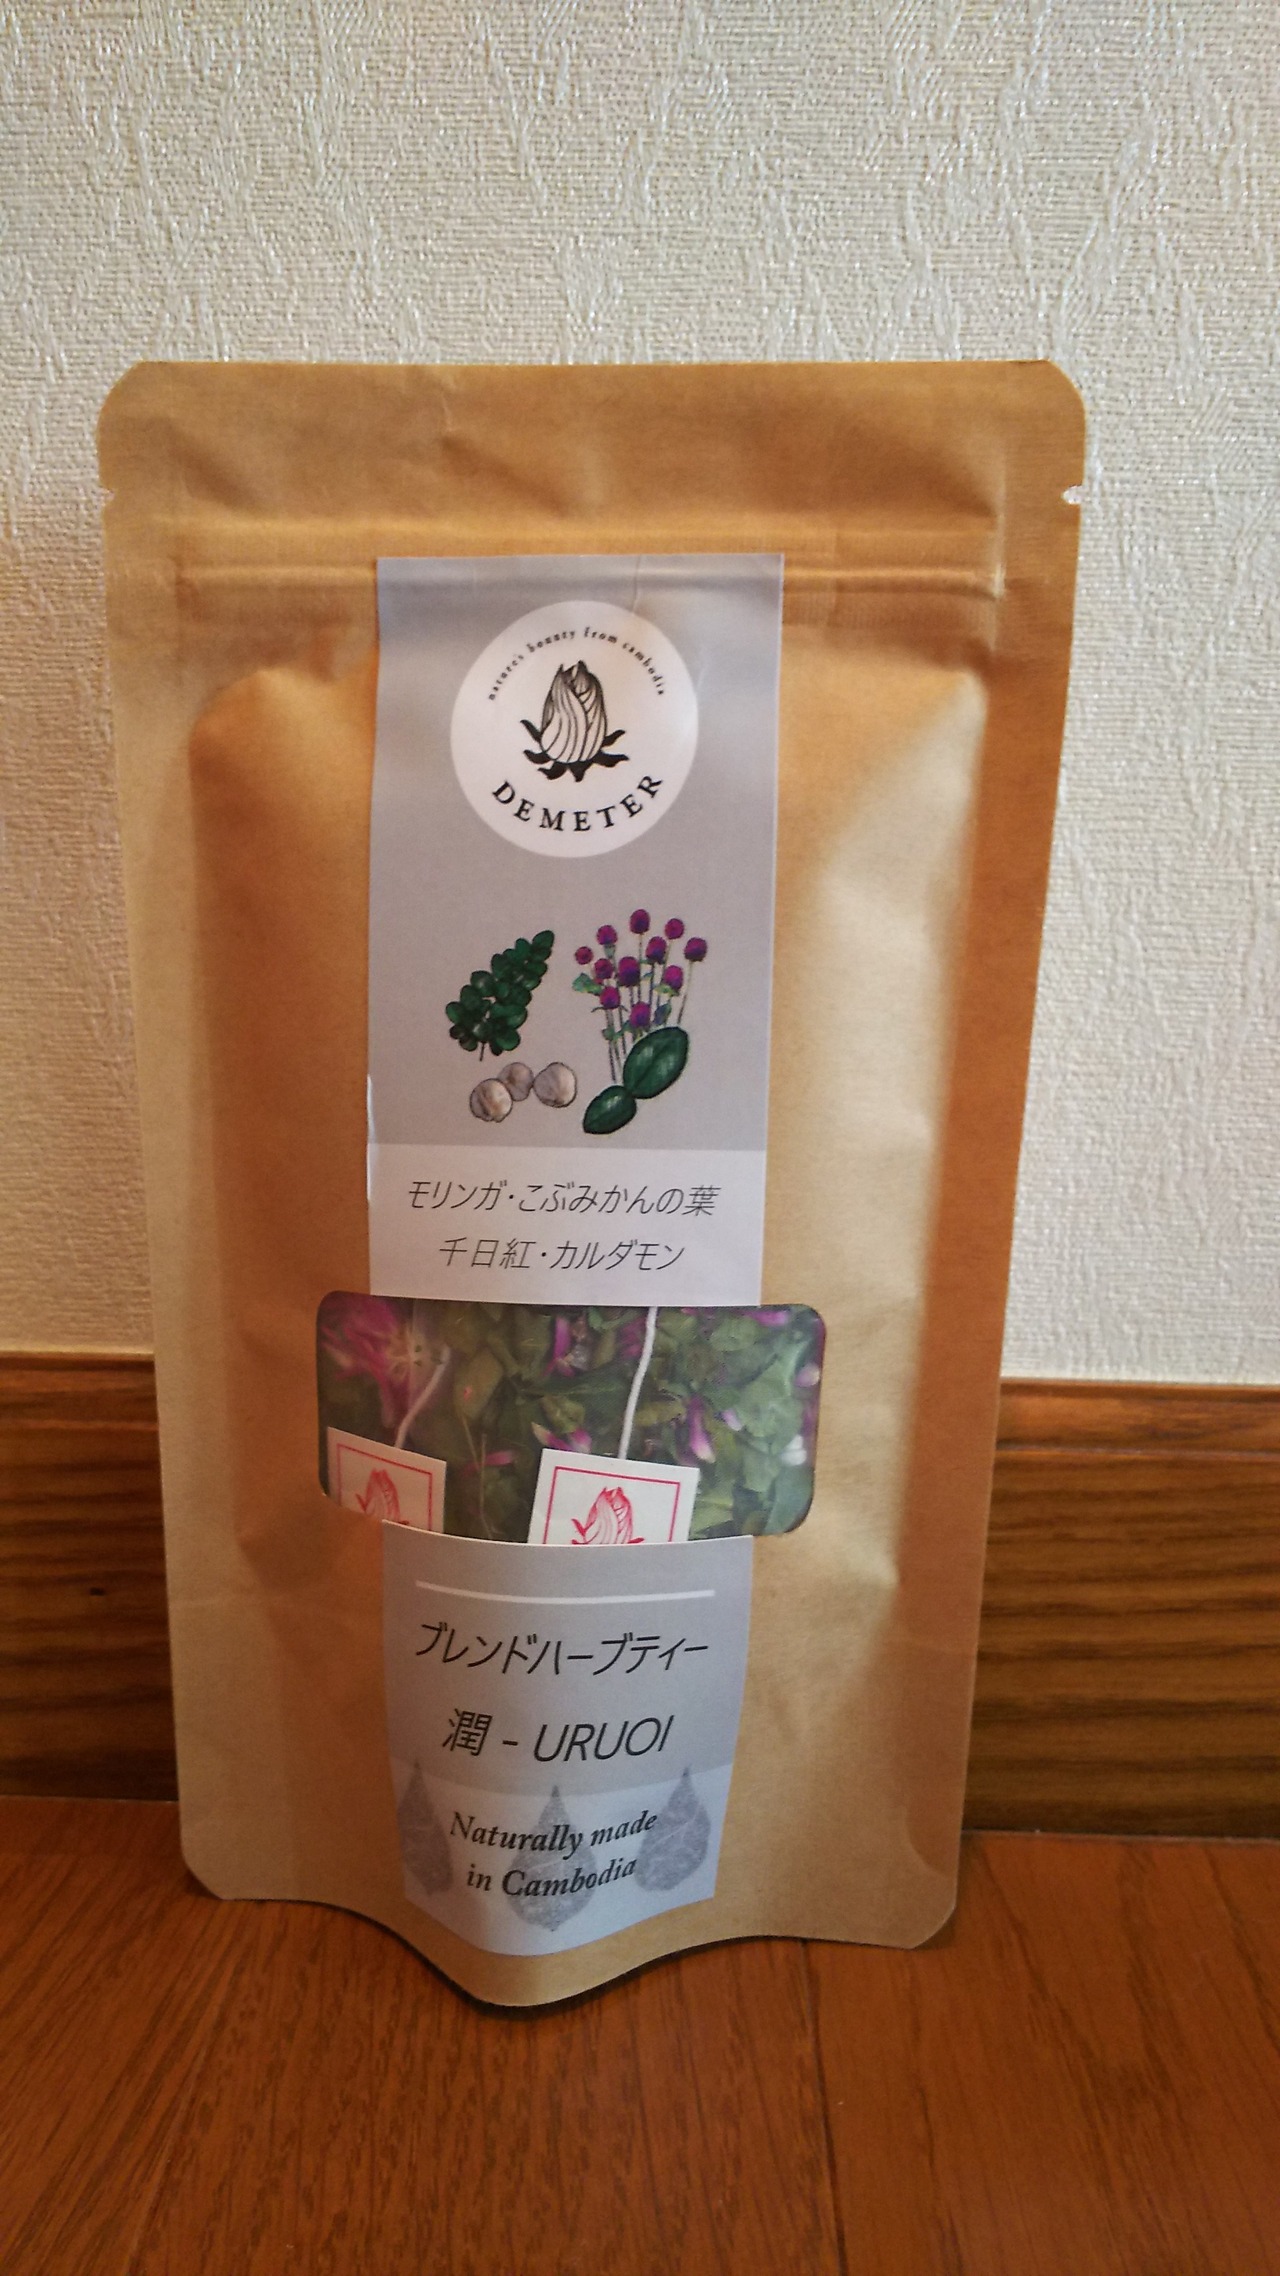 nature's bounty from cambodia
DEMETER
モリンガ・こぶみかんの葉
千日紅・カルダモン
ブレンドハーブティー
潤 - URUOI
Naturally made
in Cambodia